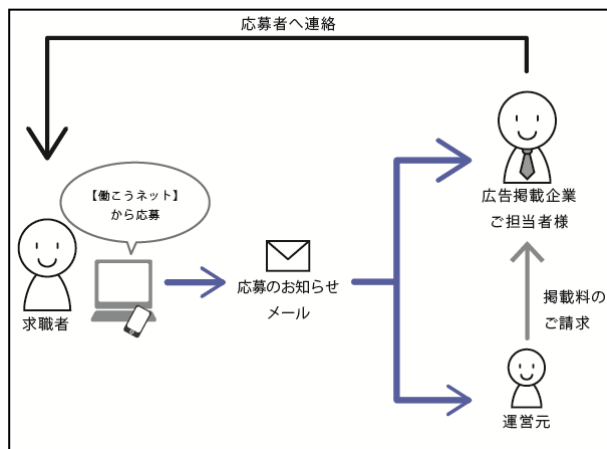 応募者へ連絡
【働こうネット】
から応募
広告掲載企業
ご担当者様
応募のお知らせ
メール
掲載料の
ご請求
求職者
運営元